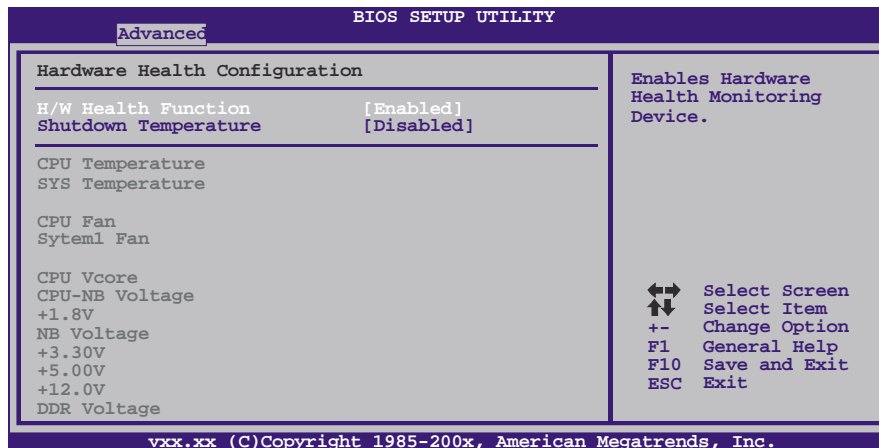 BIOS SETUP UTILITY
Advanced
Hardware Health Configuration
H/W Health Function [Enabled]
Shutdown Temperature [Disabled]
CPU Temperature
SYS Temperature
CPU Fan
Sytem1 Fan
CPU Vcore
CPU-NB Voltage
+1.8V
NB Voltage
+3.30V
+5.00V
+12.0V
DDR Voltage
Enables Hardware
Health Monitoring
Device.
Select Screen
Select Item
+- Change Option
F1 General Help
F10 Save and Exit
ESC Exit
vxx.xx (C)Copyright 1985-200x, American Megatrends, Inc.